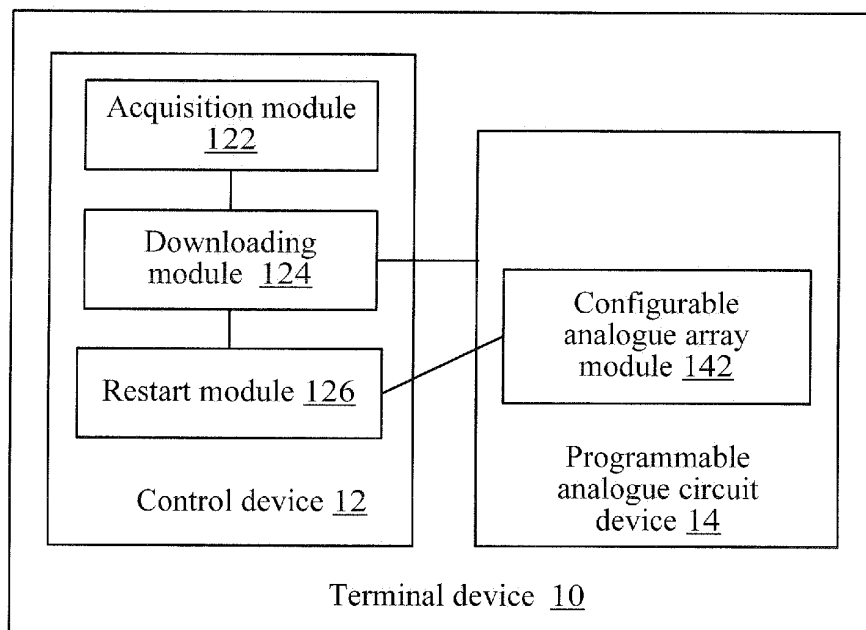 Acquisition module
122
Downloading
module 124
Restart module 126
Control device 12
Configurable
analogue array
module 142
Programmable
analogue circuit
device 14
Terminal device 10